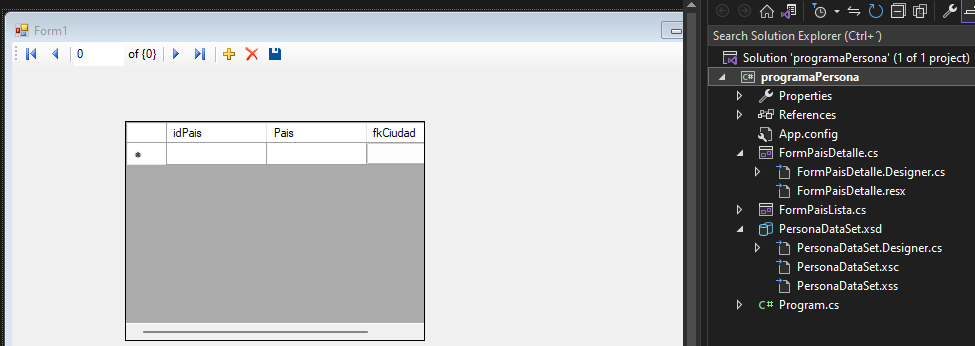 Form1
0 of {0}
idPais Pais fkCiudad
Search Solution Explorer (Ctrl+´)
Solution 'programaPersona' (1 of 1 project)
C# programaPersona
Properties
References
App.config
FormPaisDetalle.cs
FormPaisDetalle.Designer.cs
FormPaisDetalle.resx
FormPaisLista.cs
PersonaDataSet.xsd
PersonaDataSet.Designer.cs
PersonaDataSet.xsc
PersonaDataSet.xss
C# Program.cs